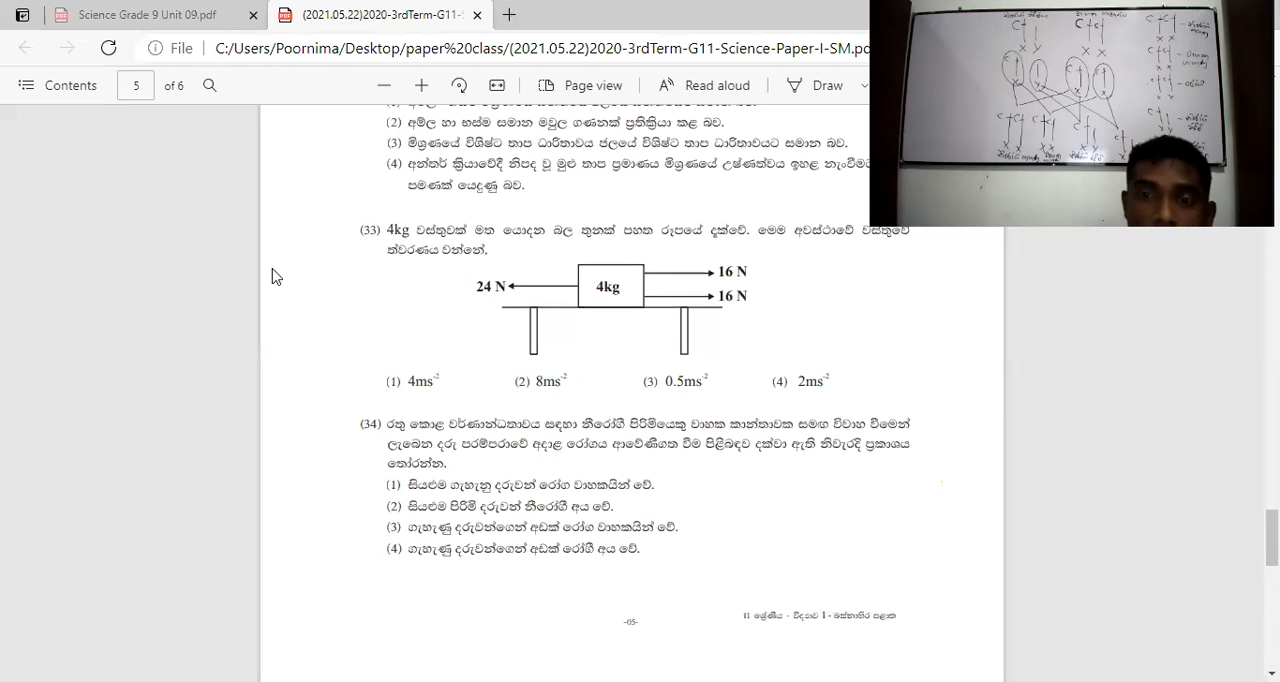 Science Grade 9 Unit 09.pdf
(2021.05.22)2020-3rdTerm-G11-S
File
C:/Users/Poornima/Desktop/paper%20class/(2021.05.22)2020-3rdTerm-G11-Science-Paper-I-SM.pd
Contents
5
of 6
Page view
Read aloud
Draw
(2) අම්ල හා භස්ම සමාන මවුල ගණනක් ප්‍රතික්‍රියා කළ බව.
(3) මිශ්‍රණයේ විශිෂ්ට තාප ධාරිතාවය ජලයේ විශිෂ්ට තාප ධාරිතාවයට සමාන බව.
(4) අන්තර් ක්‍රියාවේදී නිපද වූ මුළු තාප ප්‍රමාණය මිශ්‍රණයේ උෂ්ණත්වය ඉහළ නැංවීමට
පමණක් යෙදුණු බව.
(33) 4kg වස්තුවක් මත යොදන බල තුනක් පහත රූපයේ දැක්වේ. මෙම අවස්ථාවේ වස්තුවේ
ත්වරණය වන්නේ,
24 N
4kg
16 N
16 N
(1) 4ms⁻²
(2) 8ms⁻²
(3) 0.5ms⁻²
(4) 2ms⁻²
(34) රතු කොළ වර්ණාන්ධතාවය සඳහා නීරෝගී පිරිමියෙකු වාහක කාන්තාවක සමඟ විවාහ වීමෙන්
ලැබෙන දරු පරම්පරාවේ අදාළ රෝගය ආවේණිගත වීම පිළිබඳව දක්වා ඇති නිවැරදි ප්‍රකාශය
තෝරන්න.
(1) සියළුම ගැහැනු දරුවන් රෝග වාහකයින් වේ.
(2) සියළුම පිරිමි දරුවන් නීරෝගී අය වේ.
(3) ගැහැණු දරුවන්ගෙන් අඩක් රෝග වාහකයින් වේ.
(4) ගැහැණු දරුවන්ගෙන් අඩක් රෝගී අය වේ.
-05-
11 ශ්‍රේණිය - විද්‍යාව I - බස්නාහිර පළාත